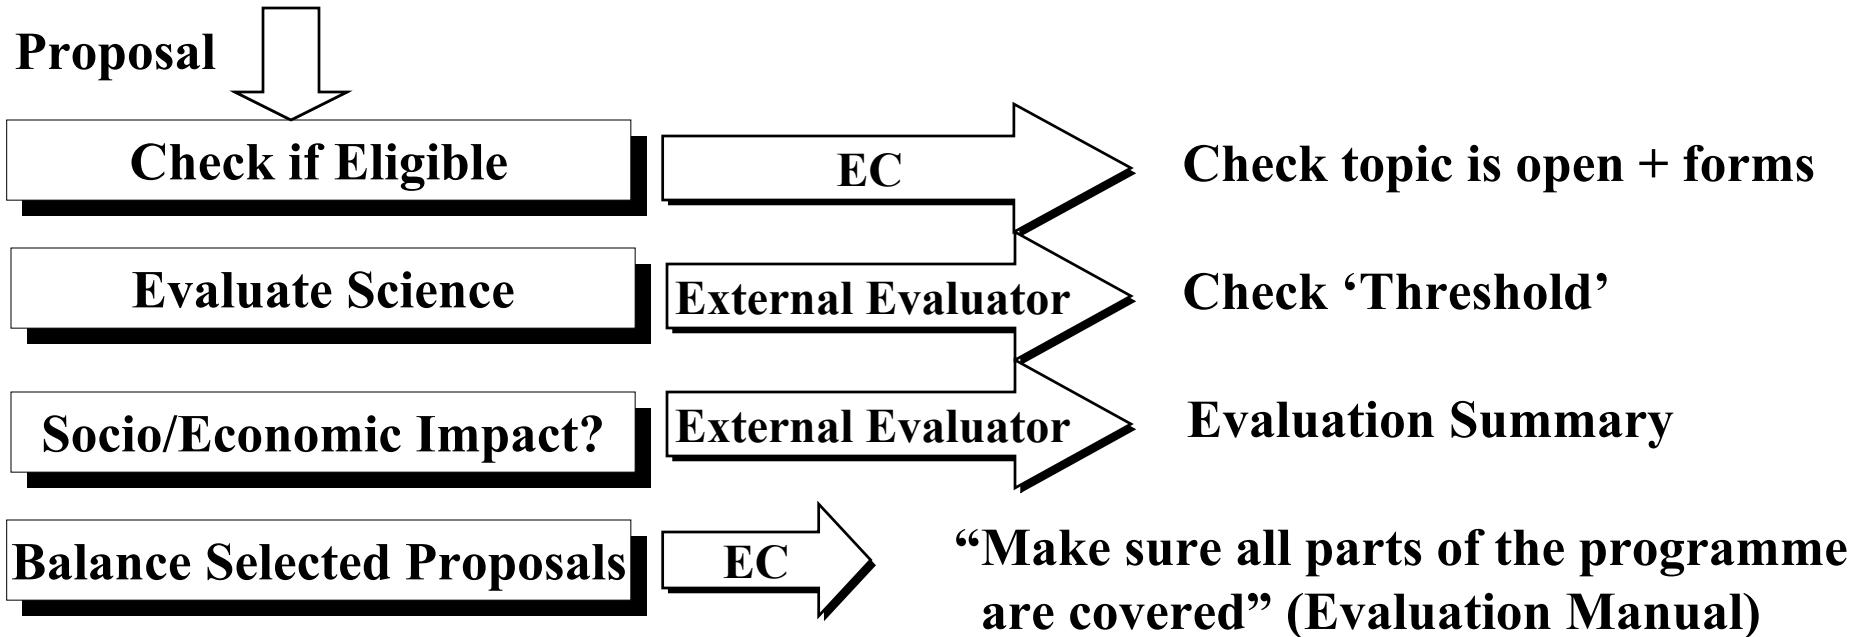 Proposal
Check if Eligible
EC
Check topic is open + forms
Evaluate Science
External Evaluator
Check ‘Threshold’
Socio/Economic Impact?
External Evaluator
Evaluation Summary
Balance Selected Proposals
EC
“Make sure all parts of the programme
are covered” (Evaluation Manual)